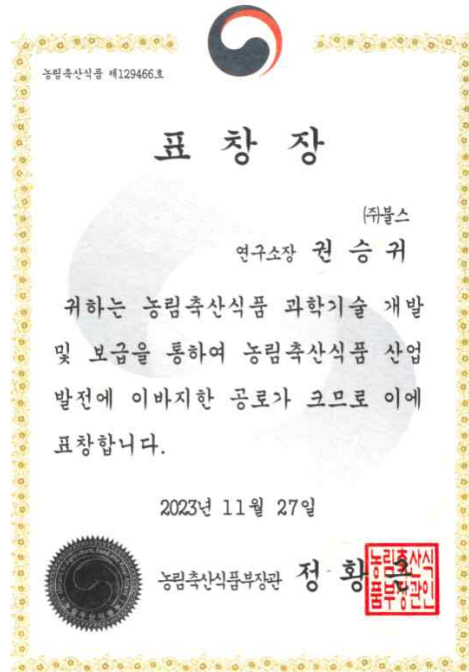 농림축산식품 제129466호
표 창 장
㈜불스
연구소장 권 승 귀
귀하는 농림축산식품 과학기술 개발
및 보급을 통하여 농림축산식품 산업
발전에 이바지한 공로가 크므로 이에
표창합니다.
2023년 11월 27일
농림축산식품부장관 정 황
농림축산식
품부장관인